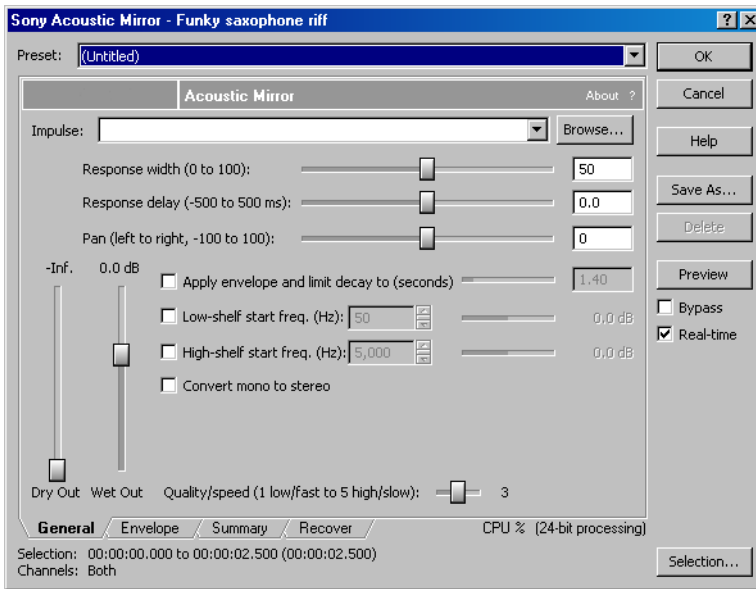 Sony Acoustic Mirror - Funky saxophone riff
Preset: (Untitled) OK
Acoustic Mirror About ? Cancel
Impulse: Browse... Help
Response width (0 to 100): 50
Response delay (-500 to 500 ms): 0.0 Save As...
Pan (left to right, -100 to 100): 0 Delete
-Inf. 0.0 dB Apply envelope and limit decay to (seconds) 1.40 Preview
Low-shelf start freq. (Hz): 50 0,0 dB Bypass
Real-time
High-shelf start freq. (Hz): 5,000 0,0 dB
Convert mono to stereo
Dry Out Wet Out Quality/speed (1 low/fast to 5 high/slow): 3
General Envelope Summary Recover CPU % (24-bit processing)
Selection: 00:00:00.000 to 00:00:02.500 (00:00:02.500) Selection...
Channels: Both